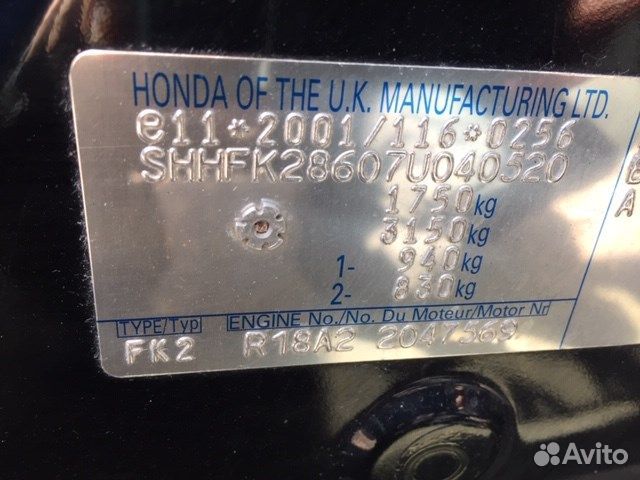 HONDA OF THE U.K. MANUFACTURING LTD.
e11*2001/116*0256
SHHFK28607U040520
1750kg
3150kg
1- 940kg
2- 830kg
TYPE/Typ ENGINE No./No. Du Moteur/Motor Nr
FK2 R18A2 2047569
A
Avito